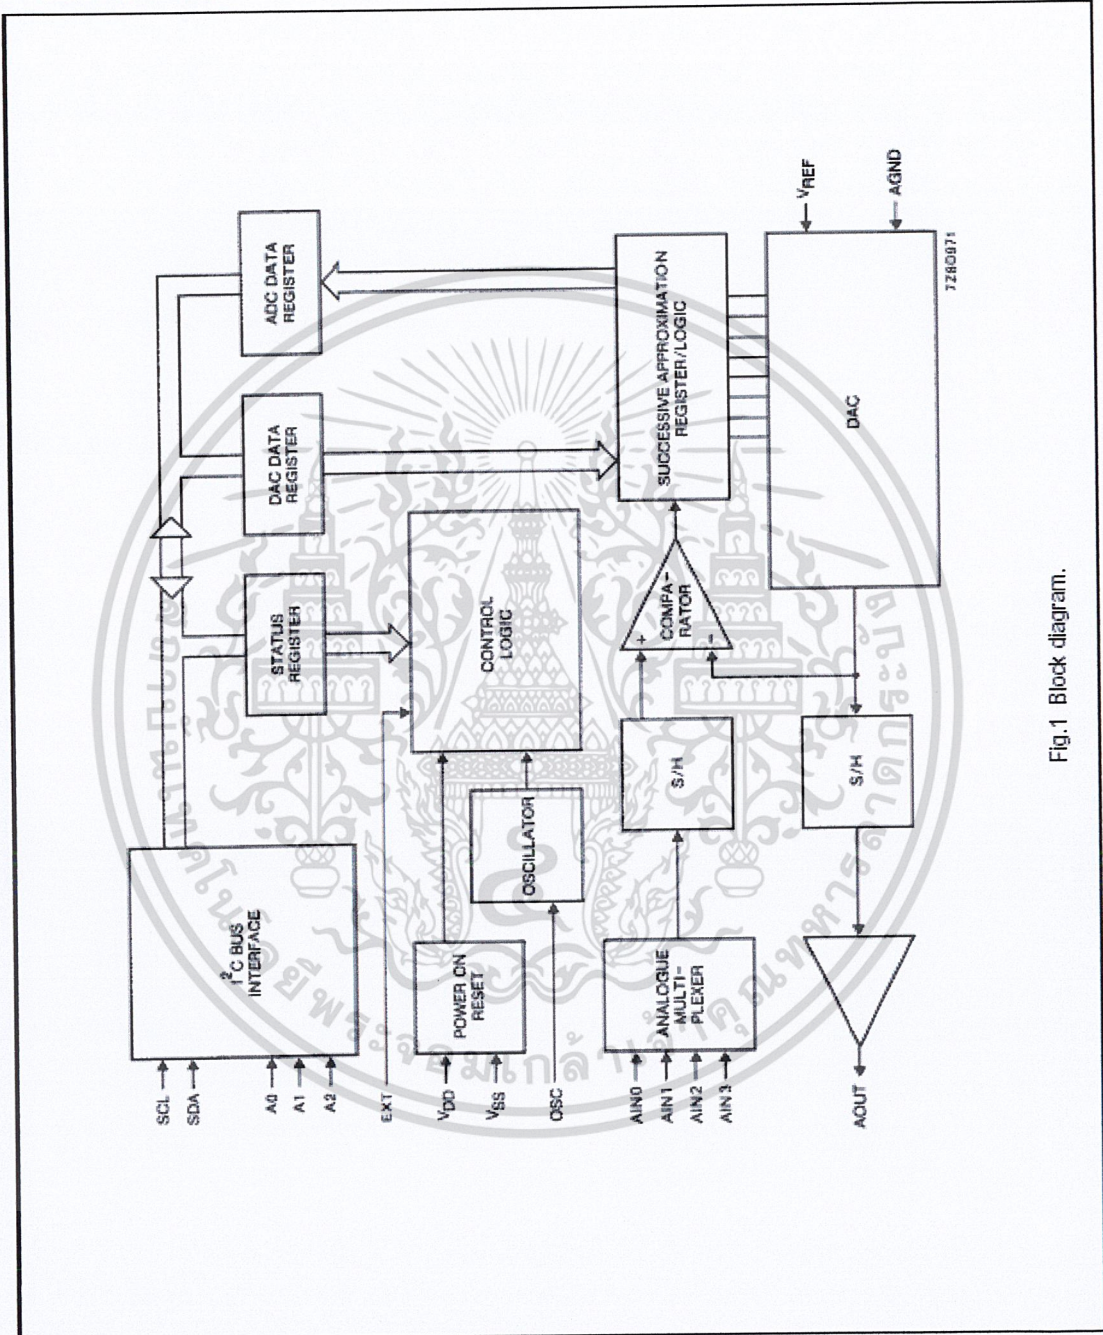 SCL
SDA
A0
A1
A2
EXT
VDD
VSS
OSC
AIN0
AIN1
AIN2
AIN3
AOUT
I²C BUS
INTERFACE
POWER ON
RESET
OSCILLATOR
ANALOGUE
MULTI-
PLEXER
STATUS
REGISTER
DAC DATA
REGISTER
ADC DATA
REGISTER
CONTROL
LOGIC
S/H
S/H
+
COMPA-
RATOR
−
SUCCESSIVE APPROXIMATION
REGISTER/LOGIC
DAC
VREF
AGND
7Z80971
Fig.1 Block diagram.